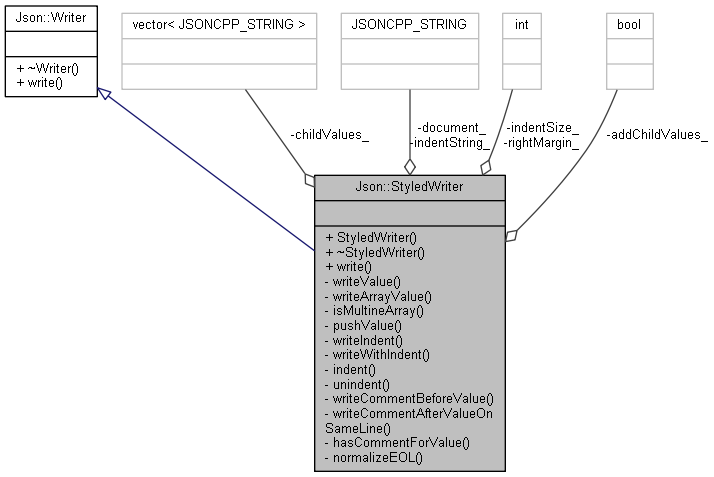 Json::Writer
+ ~Writer()
+ write()
vector< JSONCPP_STRING >
JSONCPP_STRING
int
bool
-childValues_
-document_
-indentString_
-indentSize_
-rightMargin_
-addChildValues_
Json::StyledWriter
+ StyledWriter()
+ ~StyledWriter()
+ write()
- writeValue()
- writeArrayValue()
- isMultineArray()
- pushValue()
- writeIndent()
- writeWithIndent()
- indent()
- unindent()
- writeCommentBeforeValue()
- writeCommentAfterValueOn
SameLine()
- hasCommentForValue()
- normalizeEOL()